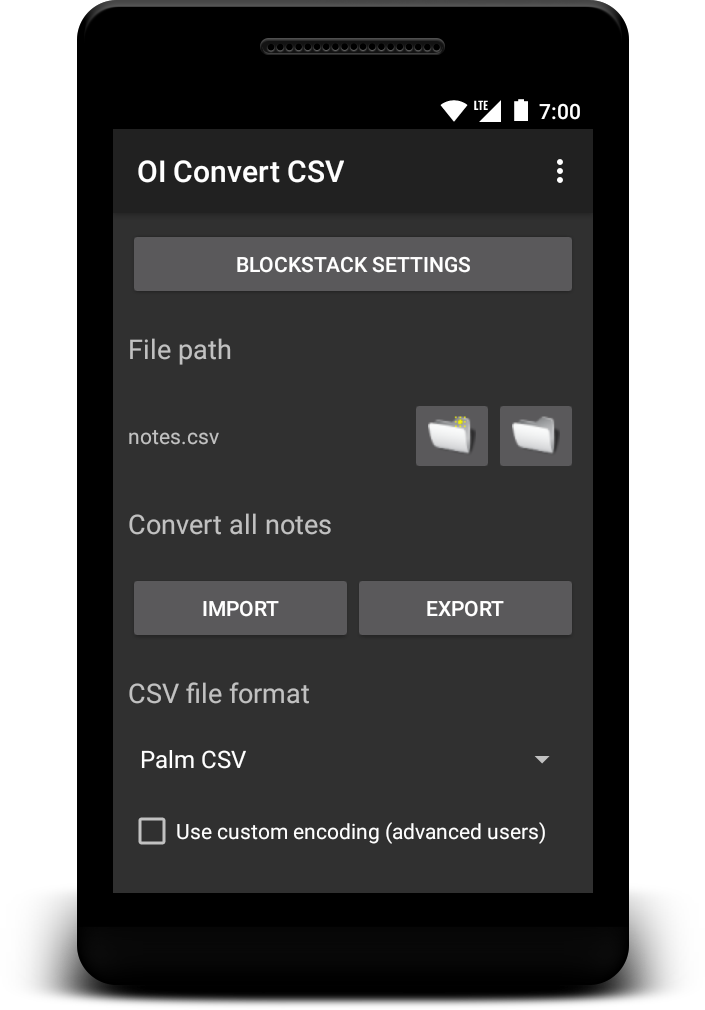 LTE 7:00
OI Convert CSV
BLOCKSTACK SETTINGS
File path
notes.csv
Convert all notes
IMPORT EXPORT
CSV file format
Palm CSV
Use custom encoding (advanced users)